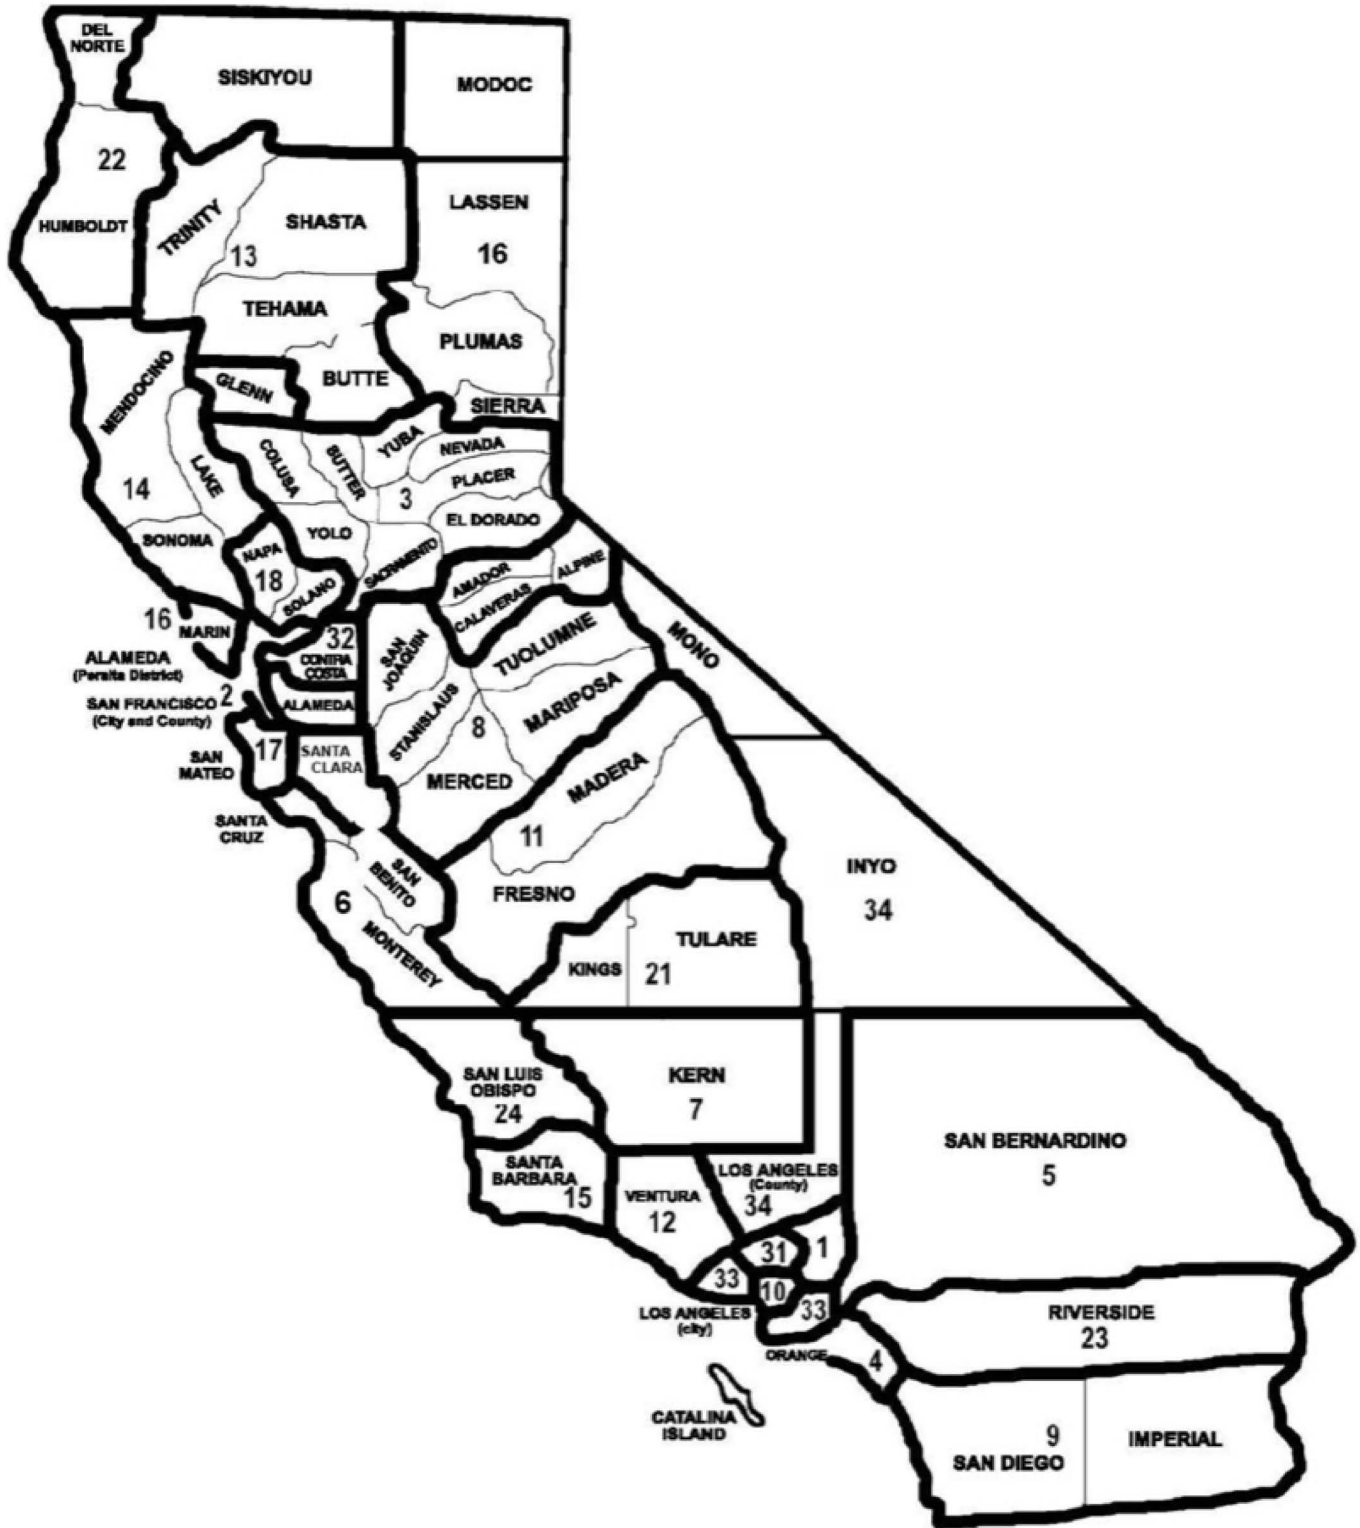 DEL
NORTE
SISKIYOU
MODOC
22
HUMBOLDT
TRINITY
SHASTA
13
LASSEN
16
TEHAMA
PLUMAS
MENDOCINO
GLENN
BUTTE
SIERRA
14
LAKE
COLUSA
SUTTER
YUBA
NEVADA
PLACER
3
EL DORADO
SONOMA
YOLO
NAPA
18
SOLANO
SACRAMENTO
AMADOR
ALPINE
CALAVERAS
16
MARIN
32
CONTRA
COSTA
SAN
JOAQUIN
TUOLUMNE
MONO
ALAMEDA
(Peralta District)
2
SAN FRANCISCO
(City and County)
ALAMEDA
STANISLAUS
8
MARIPOSA
SAN
MATEO
17
SANTA
CLARA
MERCED
MADERA
SANTA
CRUZ
11
SAN
BENITO
FRESNO
INYO
34
6
MONTEREY
KINGS
TULARE
21
SAN LUIS
OBISPO
24
KERN
7
SAN BERNARDINO
5
SANTA
BARBARA
15
VENTURA
12
LOS ANGELES
(County)
34
31
1
33
10
33
LOS ANGELES
(city)
ORANGE
4
RIVERSIDE
23
CATALINA
ISLAND
9
SAN DIEGO
IMPERIAL